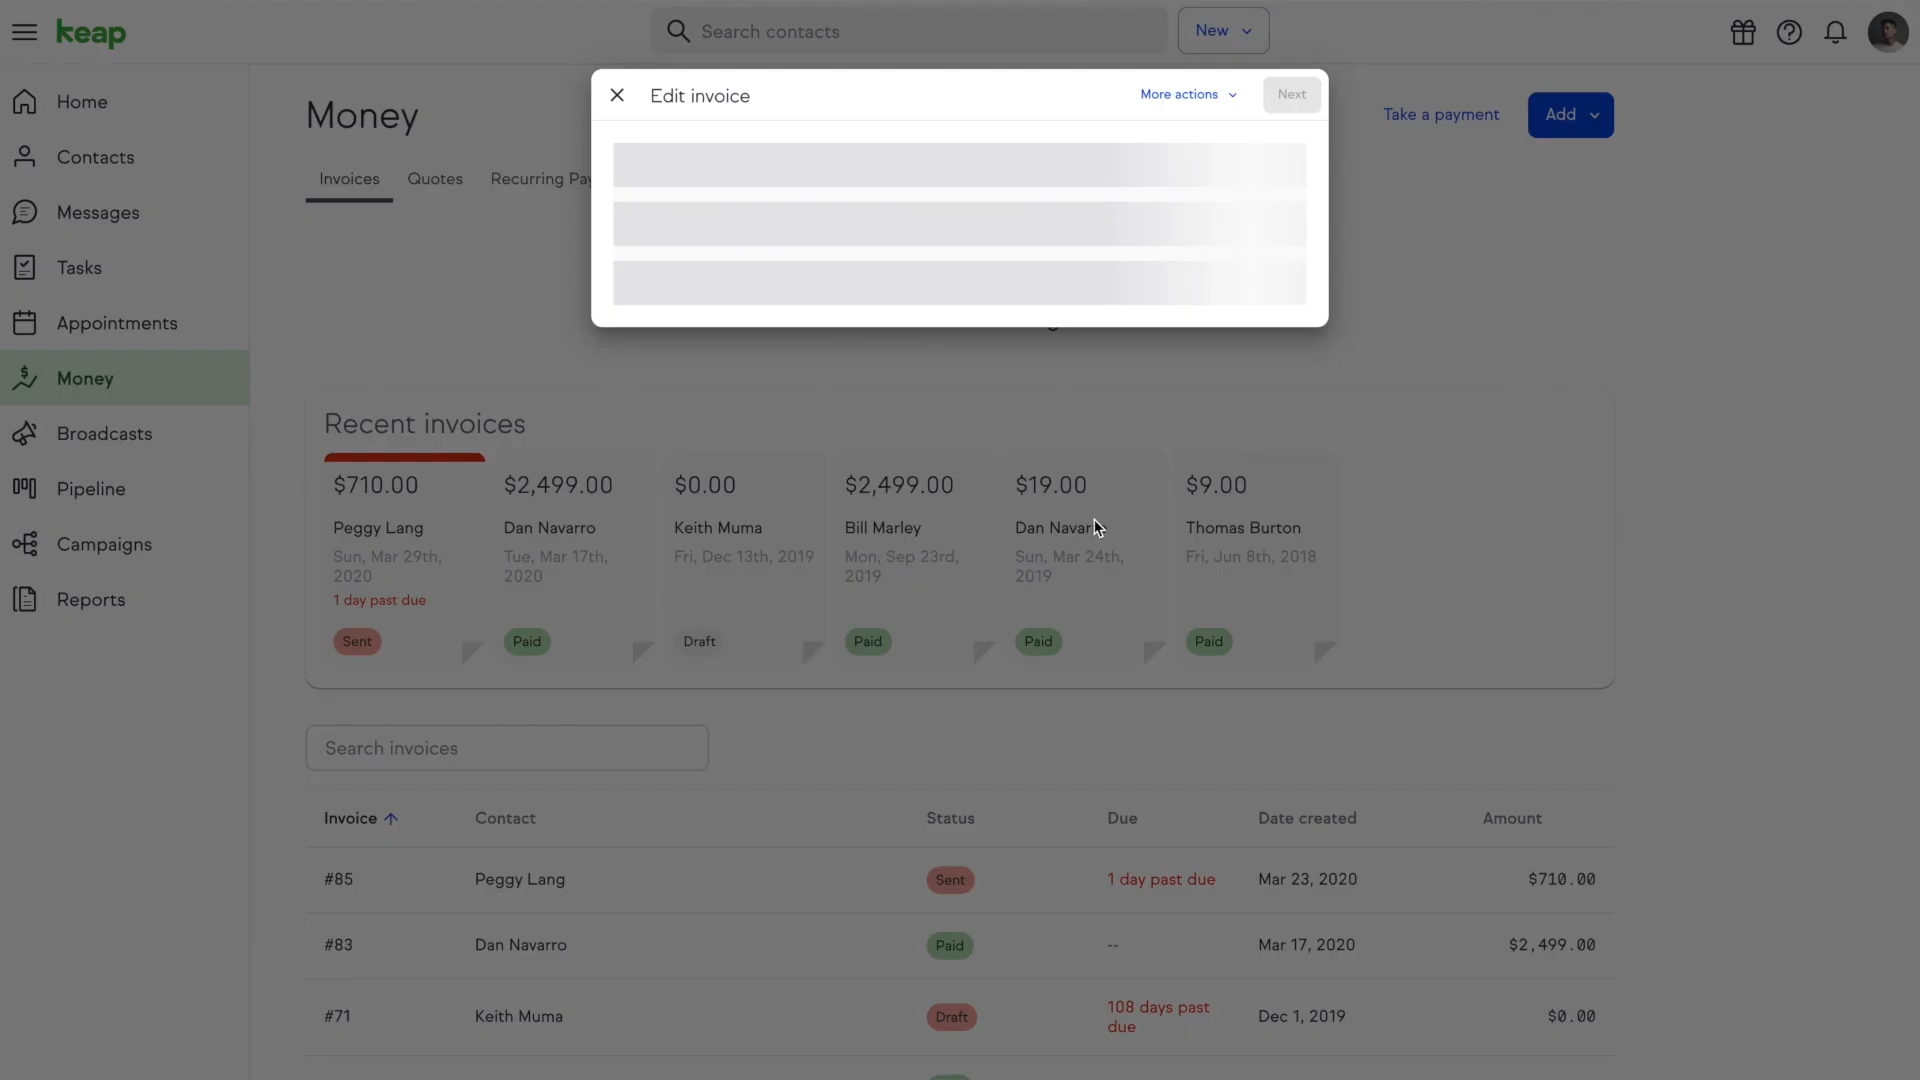 keap
Search contacts
New
Home
Contacts
Messages
Tasks
Appointments
Money
Broadcasts
Pipeline
Campaigns
Reports
Money
Take a payment
Add
Invoices
Quotes
Recurring Pay
Edit invoice
More actions
Next
Recent invoices
$710.00
Peggy Lang
Sun, Mar 29th,
2020
1 day past due
Sent
$2,499.00
Dan Navarro
Tue, Mar 17th,
2020
Paid
$0.00
Keith Muma
Fri, Dec 13th, 2019
Draft
$2,499.00
Bill Marley
Mon, Sep 23rd,
2019
Paid
$19.00
Dan Navar
Sun, Mar 24th,
2019
Paid
$9.00
Thomas Burton
Fri, Jun 8th, 2018
Paid
Search invoices
Invoice Contact Status Due Date created Amount
#85 Peggy Lang Sent 1 day past due Mar 23, 2020 $710.00
#83 Dan Navarro Paid -- Mar 17, 2020 $2,499.00
#71 Keith Muma Draft 108 days past Dec 1, 2019 $0.00
due